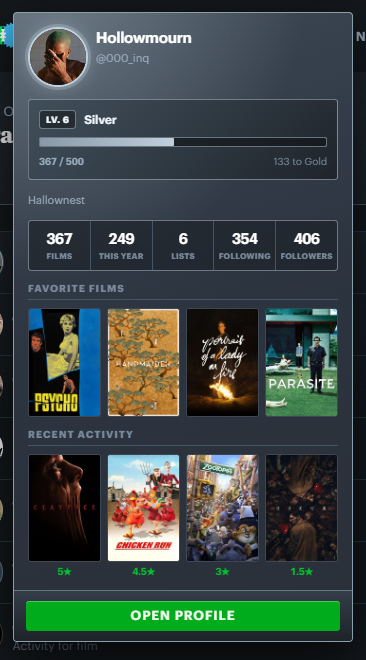 Hollowmourn
@000_inq
LV. 6 Silver
367 / 500 133 to Gold
Hallownest
367 249 6 354 406
FILMS THIS YEAR LISTS FOLLOWING FOLLOWERS
FAVORITE FILMS
PSYCHO
HANDMAIDEN
portrait
of a lady
on fire
PARASITE
RECENT ACTIVITY
CHICKEN RUN
ZOOTOPIA
5★ 4.5★ 3★ 1.5★
OPEN PROFILE
Activity for film